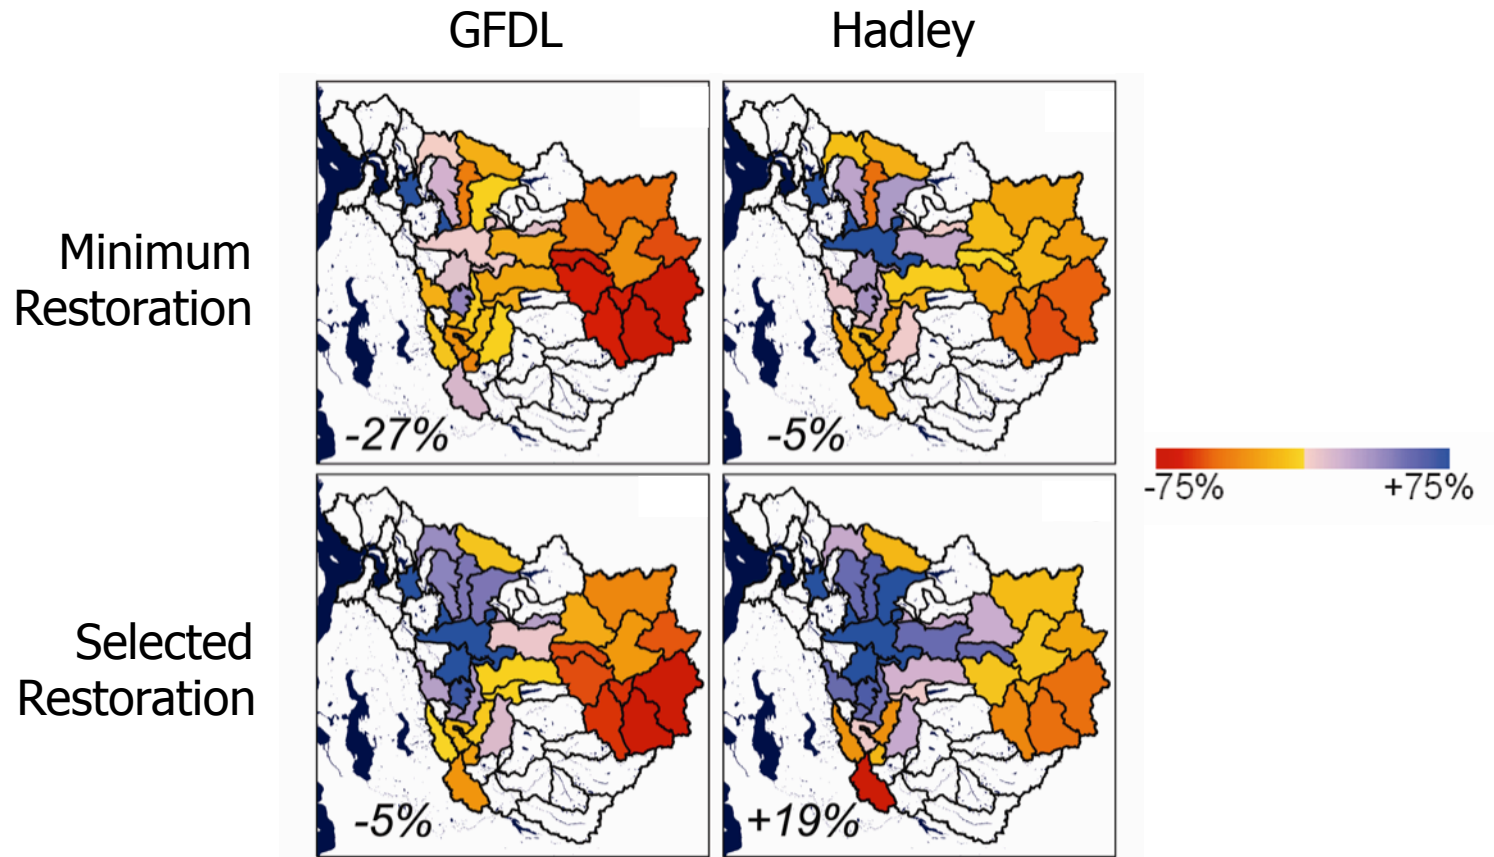 GFDL
Hadley
Minimum
Restoration
-27%
-5%
-75%
+75%
Selected
Restoration
-5%
+19%